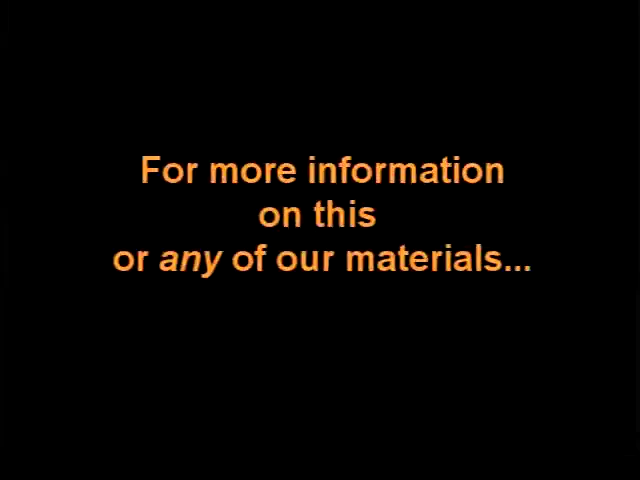 For more information
on this
or any of our materials...